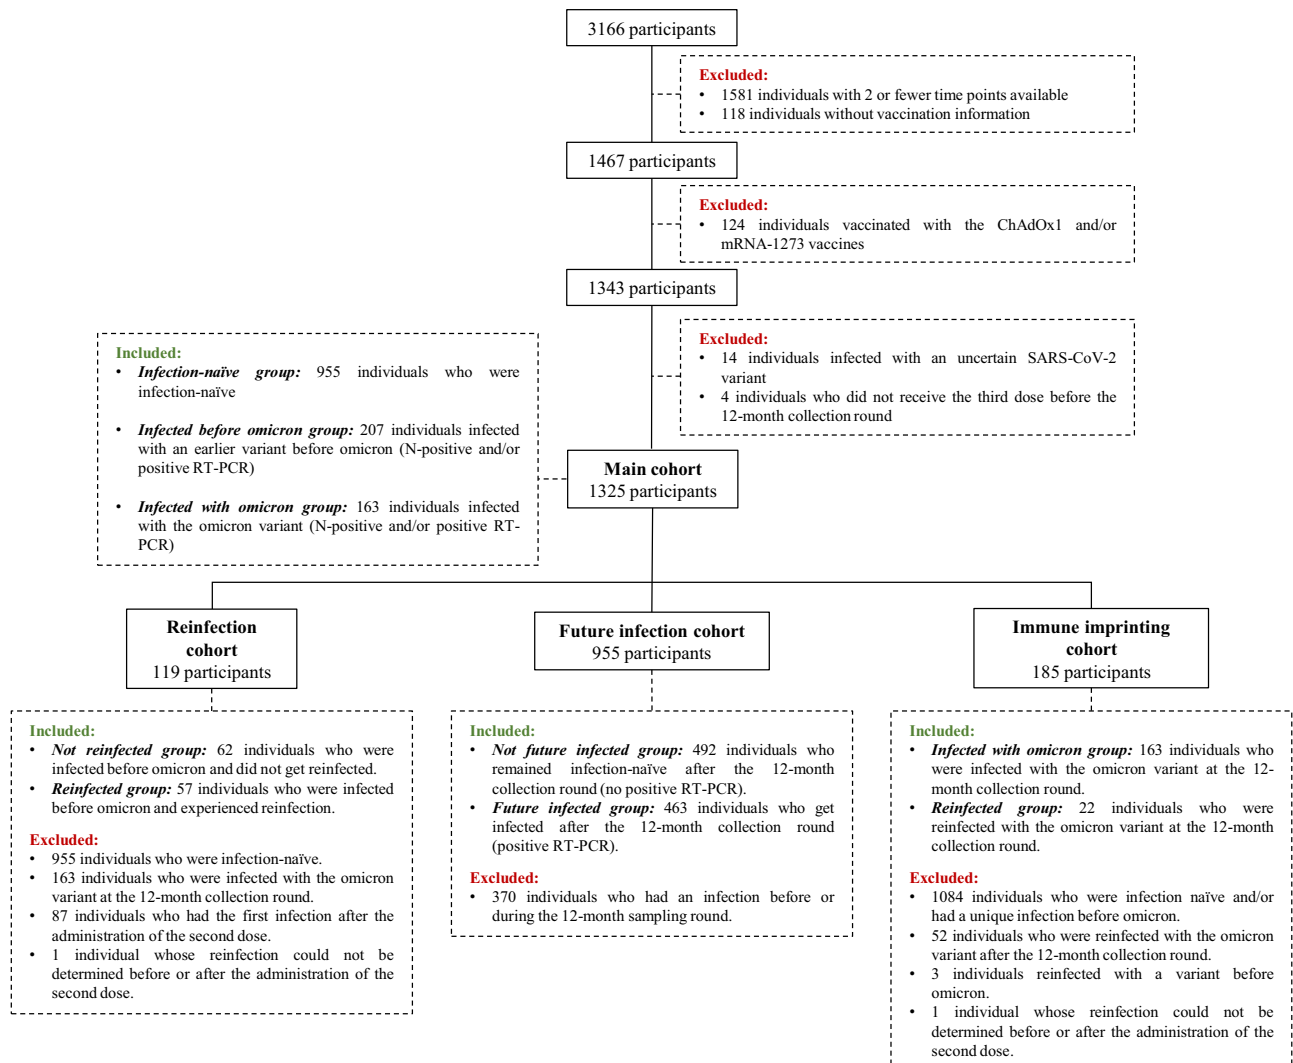 3166 participants
Excluded:
• 1581 individuals with 2 or fewer time points available
• 118 individuals without vaccination information
1467 participants
Excluded:
• 124 individuals vaccinated with the ChAdOx1 and/or
mRNA-1273 vaccines
1343 participants
Excluded:
• 14 individuals infected with an uncertain SARS-CoV-2
variant
• 4 individuals who did not receive the third dose before the
12-month collection round
Included:
• Infection-naïve group: 955 individuals who were
infection-naïve
• Infected before omicron group: 207 individuals infected
with an earlier variant before omicron (N-positive and/or
positive RT-PCR)
• Infected with omicron group: 163 individuals infected
with the omicron variant (N-positive and/or positive RT-
PCR)
Main cohort
1325 participants
Reinfection
cohort
119 participants
Future infection cohort
955 participants
Immune imprinting
cohort
185 participants
Included:
• Not reinfected group: 62 individuals who were
infected before omicron and did not get reinfected.
• Reinfected group: 57 individuals who were infected
before omicron and experienced reinfection.
Excluded:
• 955 individuals who were infection-naïve.
• 163 individuals who were infected with the omicron
variant at the 12-month collection round.
• 87 individuals who had the first infection after the
administration of the second dose.
• 1 individual whose reinfection could not be
determined before or after the administration of the
second dose.
Included:
• Not future infected group: 492 individuals who
remained infection-naïve after the 12-month
collection round (no positive RT-PCR).
• Future infected group: 463 individuals who get
infected after the 12-month collection round
(positive RT-PCR).
Excluded:
• 370 individuals who had an infection before or
during the 12-month sampling round.
Included:
• Infected with omicron group: 163 individuals who
were infected with the omicron variant at the 12-
month collection round.
• Reinfected group: 22 individuals who were
reinfected with the omicron variant at the 12-month
collection round.
Excluded:
• 1084 individuals who were infection naïve and/or
had a unique infection before omicron.
• 52 individuals who were reinfected with the omicron
variant after the 12-month collection round.
• 3 individuals reinfected with a variant before
omicron.
• 1 individual whose reinfection could not be
determined before or after the administration of the
second dose.